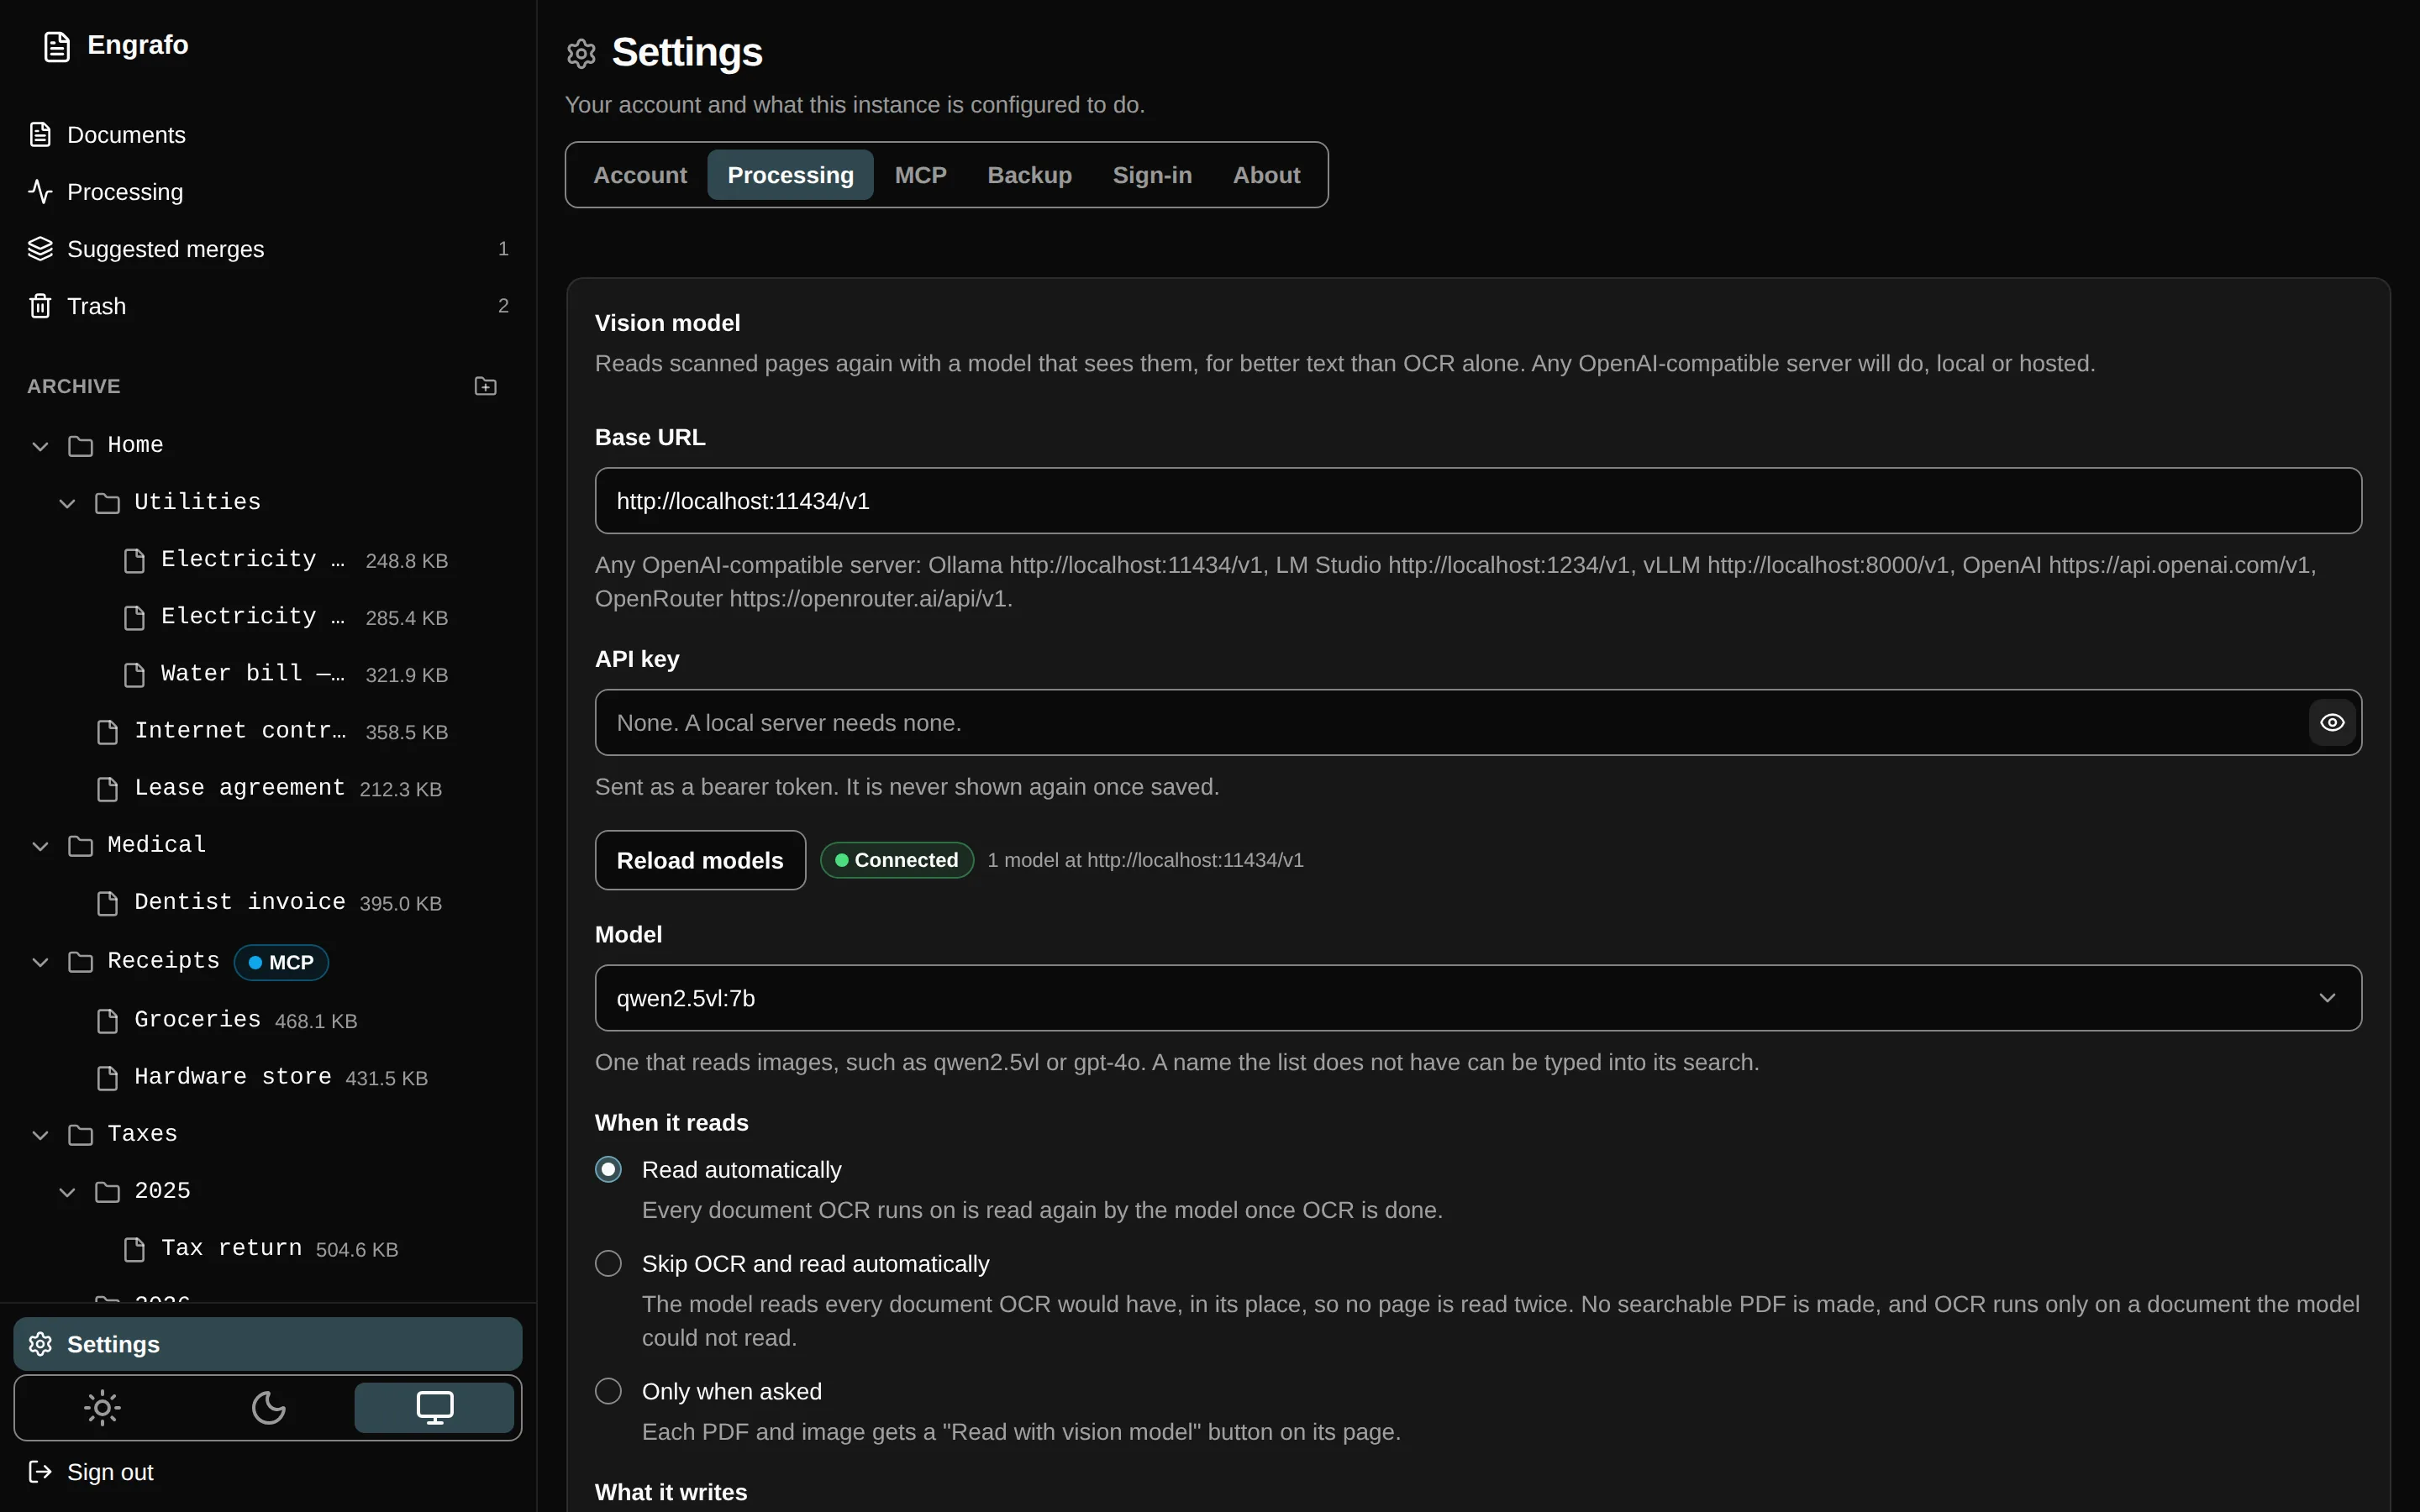 Engrafo
Documents
Processing
Suggested merges 1
Trash 2
ARCHIVE
Home
Utilities
Electricity … 248.8 KB
Electricity … 285.4 KB
Water bill —… 321.9 KB
Internet contr… 358.5 KB
Lease agreement 212.3 KB
Medical
Dentist invoice 395.0 KB
Receipts MCP
Groceries 468.1 KB
Hardware store 431.5 KB
Taxes
2025
Tax return 504.6 KB
Settings
Sign out
Settings
Your account and what this instance is configured to do.
Account Processing MCP Backup Sign-in About
Vision model
Reads scanned pages again with a model that sees them, for better text than OCR alone. Any OpenAI-compatible server will do, local or hosted.
Base URL
http://localhost:11434/v1
Any OpenAI-compatible server: Ollama http://localhost:11434/v1, LM Studio http://localhost:1234/v1, vLLM http://localhost:8000/v1, OpenAI https://api.openai.com/v1,
OpenRouter https://openrouter.ai/api/v1.
API key
None. A local server needs none.
Sent as a bearer token. It is never shown again once saved.
Reload models Connected 1 model at http://localhost:11434/v1
Model
qwen2.5vl:7b
One that reads images, such as qwen2.5vl or gpt-4o. A name the list does not have can be typed into its search.
When it reads
Read automatically
Every document OCR runs on is read again by the model once OCR is done.
Skip OCR and read automatically
The model reads every document OCR would have, in its place, so no page is read twice. No searchable PDF is made, and OCR runs only on a document the model
could not read.
Only when asked
Each PDF and image gets a "Read with vision model" button on its page.
What it writes